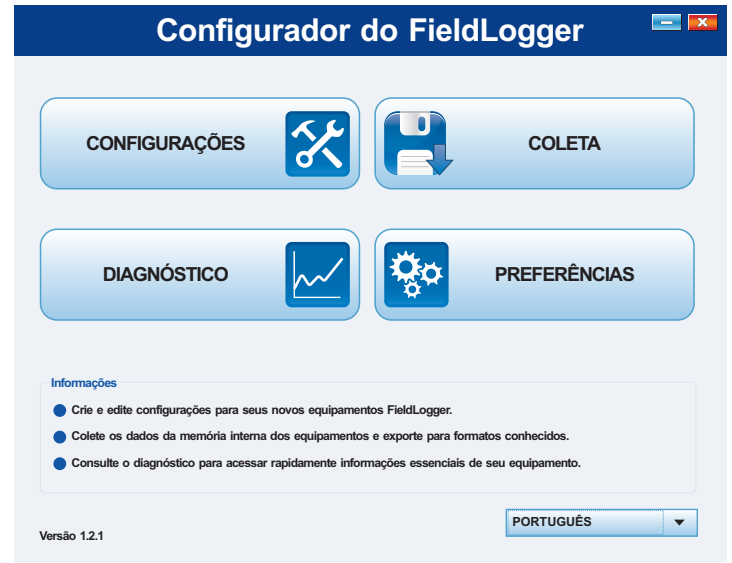 Configurador do FieldLogger
CONFIGURAÇÕES
COLETA
DIAGNÓSTICO
PREFERÊNCIAS
Informações
Crie e edite configurações para seus novos equipamentos FieldLogger.
Colete os dados da memória interna dos equipamentos e exporte para formatos conhecidos.
Consulte o diagnóstico para acessar rapidamente informações essenciais de seu equipamento.
PORTUGUÊS
Versão 1.2.1